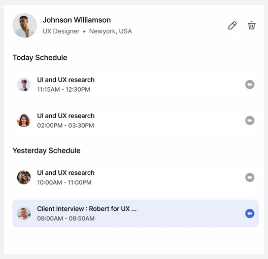 Johnson Williamson
UX Designer • Newyork, USA
Today Schedule
UI and UX research
11:15AM - 12:30PM
UI and UX research
02:00PM - 03:30PM
Yesterday Schedule
UI and UX research
10:00AM - 11:00PM
Client Interview : Robert for UX ...
09:00AM - 09:50AM